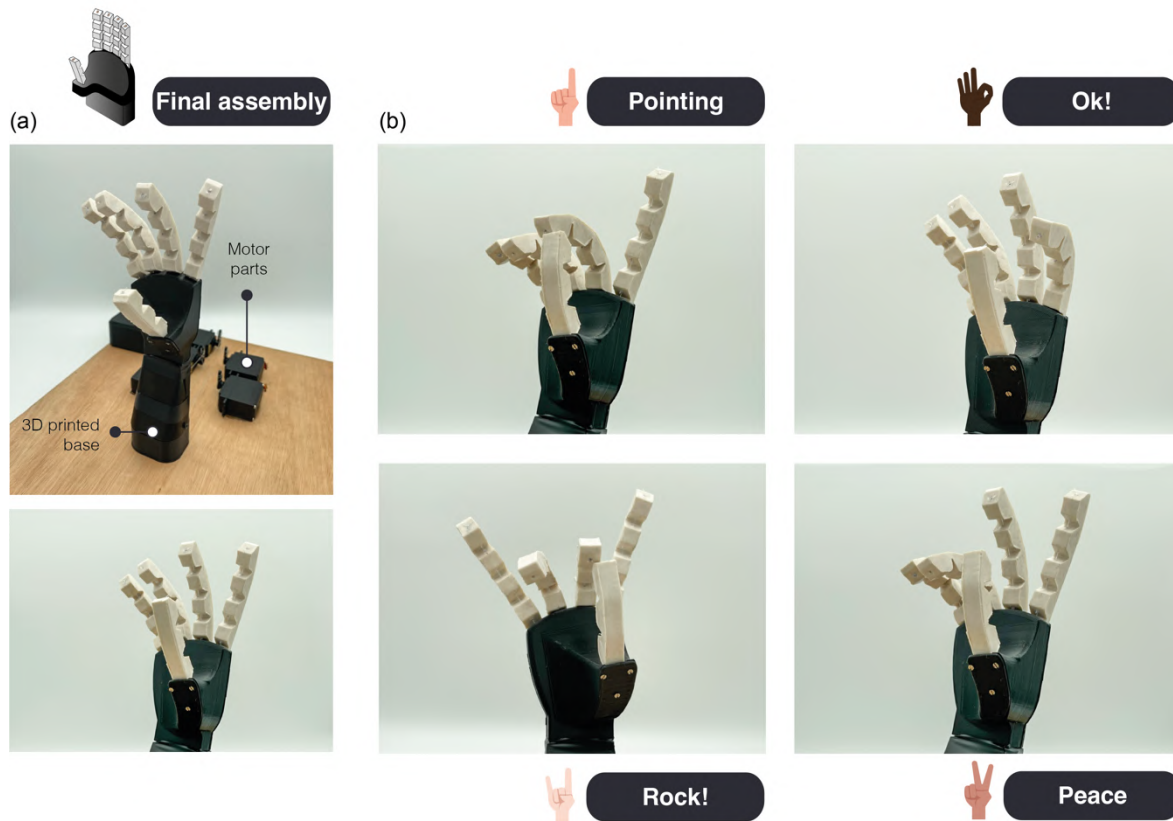 Final assembly
Pointing
Ok!
(a)
(b)
Motor
parts
3D printed
base
Rock!
Peace